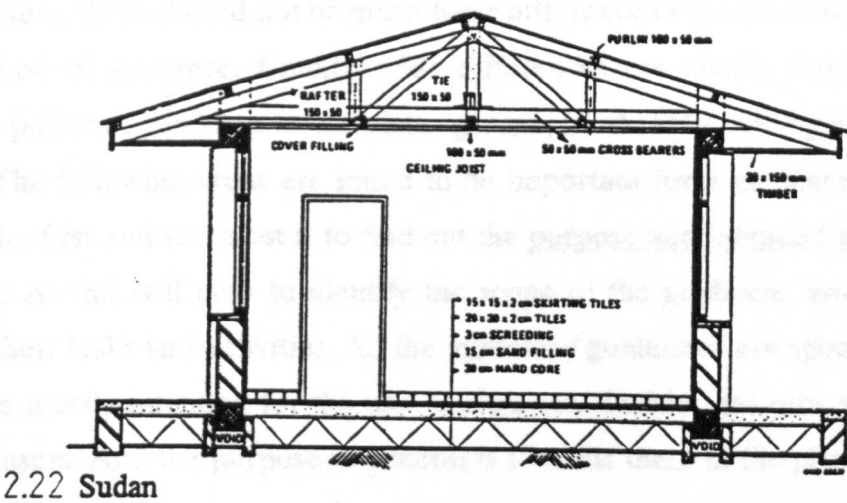 PURLIN 100 x 50 mm
TIE
150 x 50
RAFTER
150 x 50
COVER FILLING
100 x 50 mm
CEILING JOIST
50 x 50 mm CROSS BEARERS
20 x 150 mm
TIMBER
15 x 15 x 2 cm SKIRTING TILES
20 x 20 x 2 cm TILES
3 cm SCREEDING
15 cm SAND FILLING
30 cm HARD CORE
VOID
VOID
2.22 Sudan